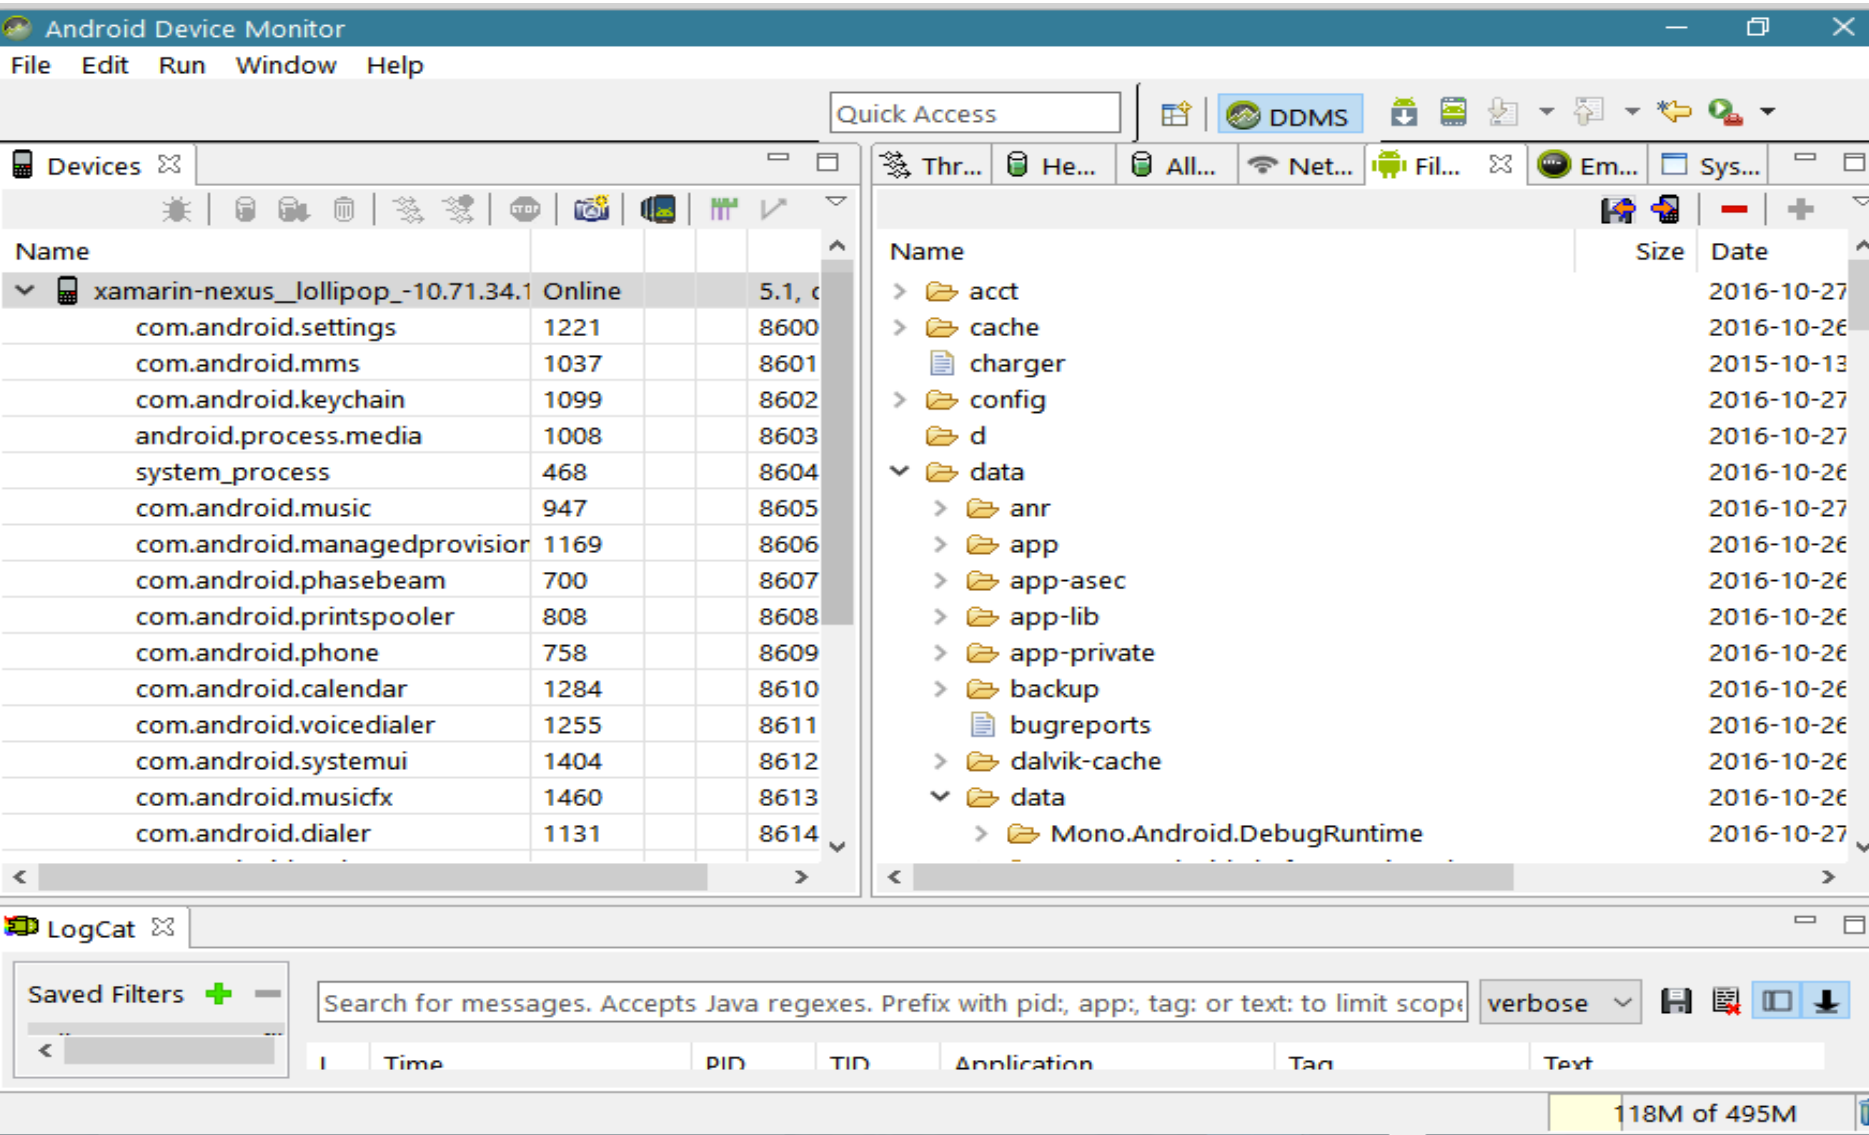 Android Device Monitor
File Edit Run Window Help
Quick Access DDMS
Devices
Name
xamarin-nexus__lollipop_-10.71.34.1 Online 5.1,
com.android.settings 1221 8600
com.android.mms 1037 8601
com.android.keychain 1099 8602
android.process.media 1008 8603
system_process 468 8604
com.android.music 947 8605
com.android.managedprovision 1169 8606
com.android.phasebeam 700 8607
com.android.printspooler 808 8608
com.android.phone 758 8609
com.android.calendar 1284 8610
com.android.voicedialer 1255 8611
com.android.systemui 1404 8612
com.android.musicfx 1460 8613
com.android.dialer 1131 8614
Thr... He... All... Net... Fil... Em... Sys...
Name Size Date
acct 2016-10-27
cache 2016-10-26
charger 2015-10-13
config 2016-10-27
d 2016-10-27
data 2016-10-26
anr 2016-10-27
app 2016-10-26
app-asec 2016-10-26
app-lib 2016-10-26
app-private 2016-10-26
backup 2016-10-26
bugreports 2016-10-26
dalvik-cache 2016-10-26
data 2016-10-26
Mono.Android.DebugRuntime 2016-10-27
LogCat
Saved Filters
Search for messages. Accepts Java regexes. Prefix with pid:, app:, tag: or text: to limit scope verbose
L Time PID TID Application Tag Text
118M of 495M